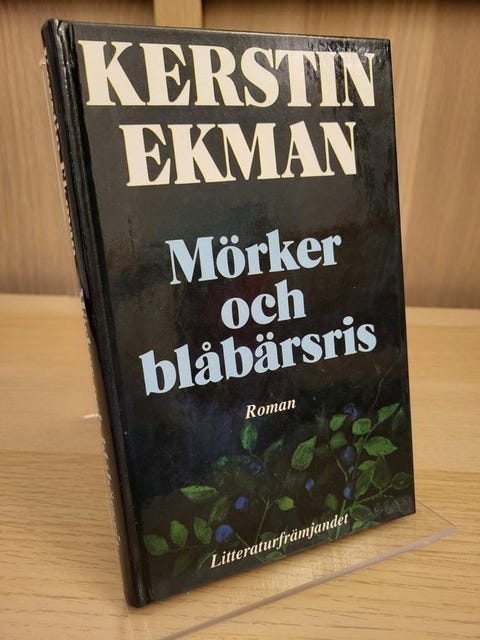 KERSTIN
EKMAN
Mörker
och
blåbärsris
Roman
Litteraturfrämjandet